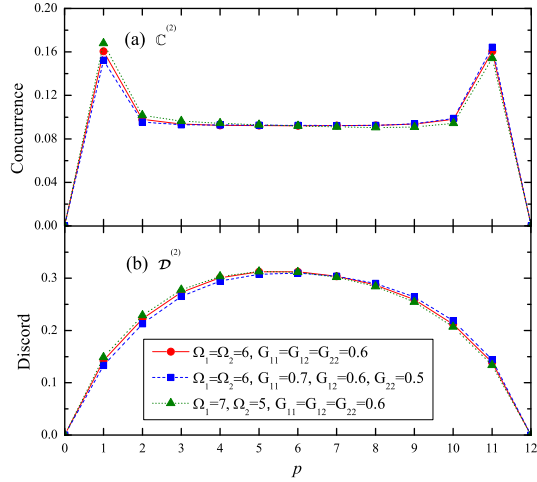 0.20
0.16
0.12
0.08
0.04
0.00
Concurrence
(a) ℂ⁽²⁾
0.3
0.2
0.1
0.0
Discord
(b) 𝒟⁽²⁾
Ω₁=Ω₂=6, G₁₁=G₁₂=G₂₂=0.6
Ω₁=Ω₂=6, G₁₁=0.7, G₁₂=0.6, G₂₂=0.5
Ω₁=7, Ω₂=5, G₁₁=G₁₂=G₂₂=0.6
0 1 2 3 4 5 6 7 8 9 10 11 12
p